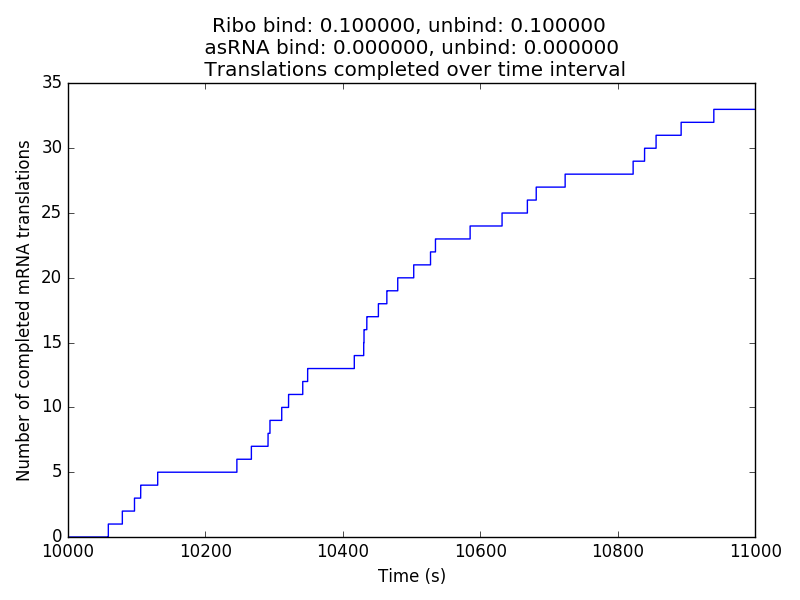 Ribo bind: 0.100000, unbind: 0.100000
asRNA bind: 0.000000, unbind: 0.000000
Translations completed over time interval
35
30
25
20
15
10
5
0
Number of completed mRNA translations
10000 10200 10400 10600 10800 11000
Time (s)